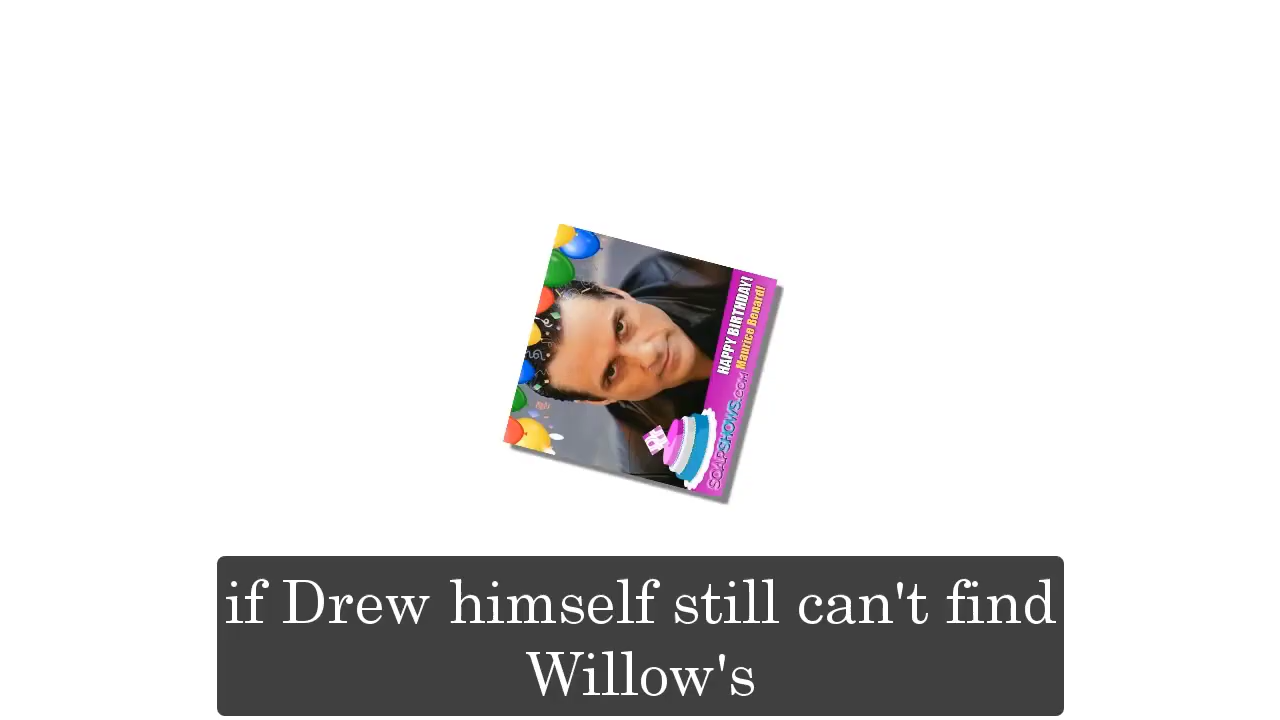 HAPPY BIRTHDAY!
Maurice Benard!
SOAPSHOWS.COM
if Drew himself still can't find
Willow's